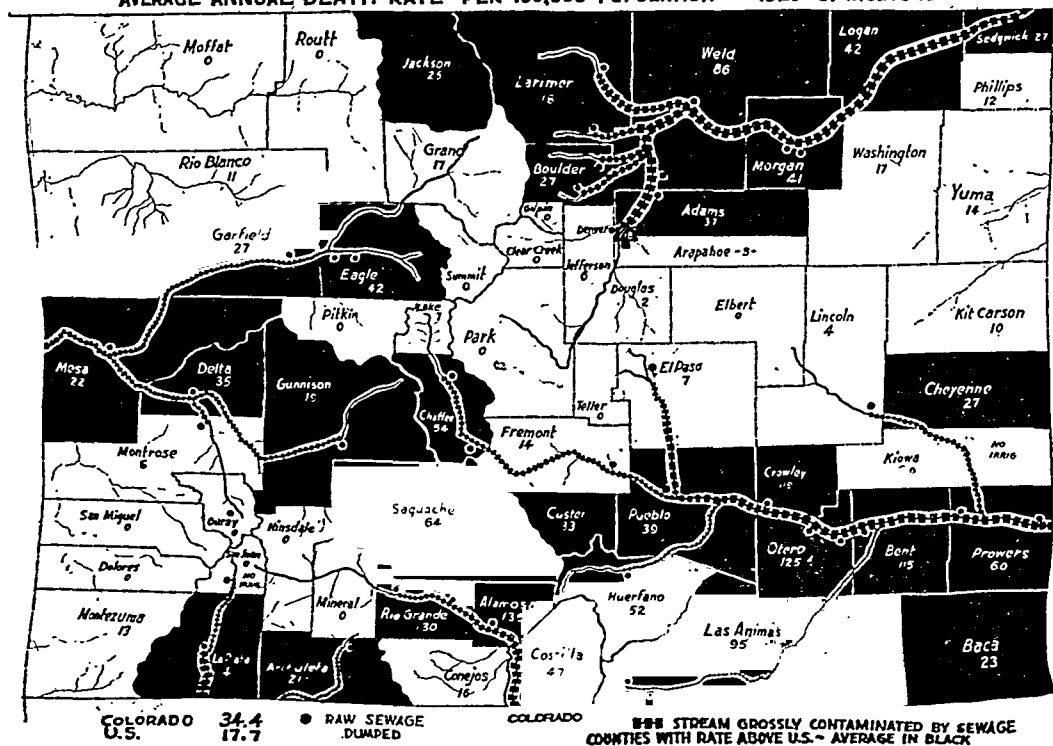 AVERAGE ANNUAL DEATH RATE PER 100,000 POPULATION
Moffat
0
Routt
0
Jackson
25
Larimer
18
Weld
86
Logan
42
Sedgwick 27
Phillips
12
Rio Blanco
11
Grand
17
Boulder
27
Morgan
41
Washington
17
Yuma
14
Garfield
27
Eagle
42
Summit
0
Gilpin
0
Clear Creek
0
Denver
Jefferson
0
Adams
37
Arapahoe -9-
Douglas
2
Elbert
0
Lincoln
4
Kit Carson
10
Mesa
22
Delta
35
Pitkin
0
Lake
7
Park
0
Gunnison
19
Chaffee
54
Teller
0
El Paso
7
Cheyenne
27
Montrose
6
Fremont
14
Kiowa
NO
IRRIG
San Miguel
0
Ouray
0
Hinsdale
0
Saguache
64
Custer
33
Pueblo
39
Crowley
Otero
125
Bent
115
Prowers
60
Dolores
0
San Juan
NO
Mineral
0
Rio Grande
30
Alamosa
Huerfano
52
Montezuma
13
La Plata
Archuleta
21
Conejos
16
Costilla
47
Las Animas
95
Baca
23
COLORADO 34.4
U.S. 17.7
RAW SEWAGE
DUMPED
COLORADO
STREAM GROSSLY CONTAMINATED BY SEWAGE
COUNTIES WITH RATE ABOVE U.S. ~ AVERAGE IN BLACK